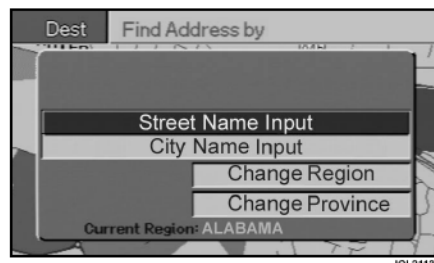 Dest Find Address by
Street Name Input
City Name Input
Change Region
Change Province
Current Region: ALABAMA